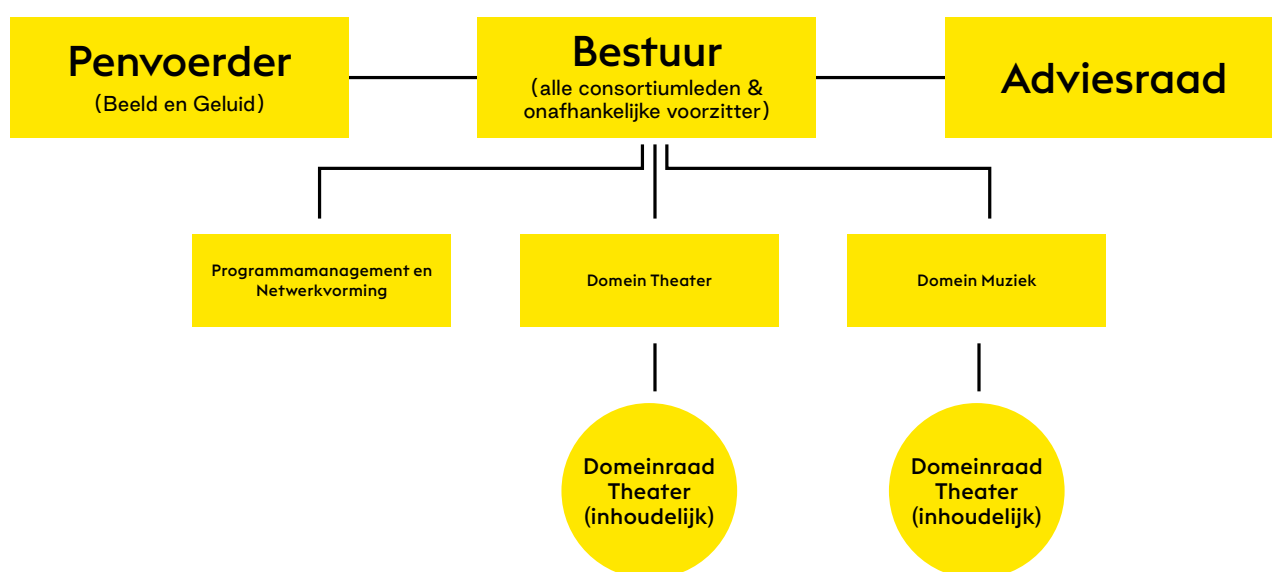 Penvoerder
(Beeld en Geluid)
Bestuur
(alle consortiumleden &
onafhankelijke voorzitter)
Adviesraad
Programmamanagement en
Netwerkvorming
Domein Theater
Domein Muziek
Domeinraad
Theater
(inhoudelijk)
Domeinraad
Theater
(inhoudelijk)